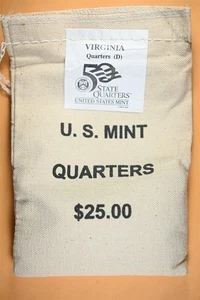 VIRGINIA
Quarters (D)
50
STATE
QUARTERS
UNITED STATES MINT
U. S. MINT
QUARTERS
$25.00